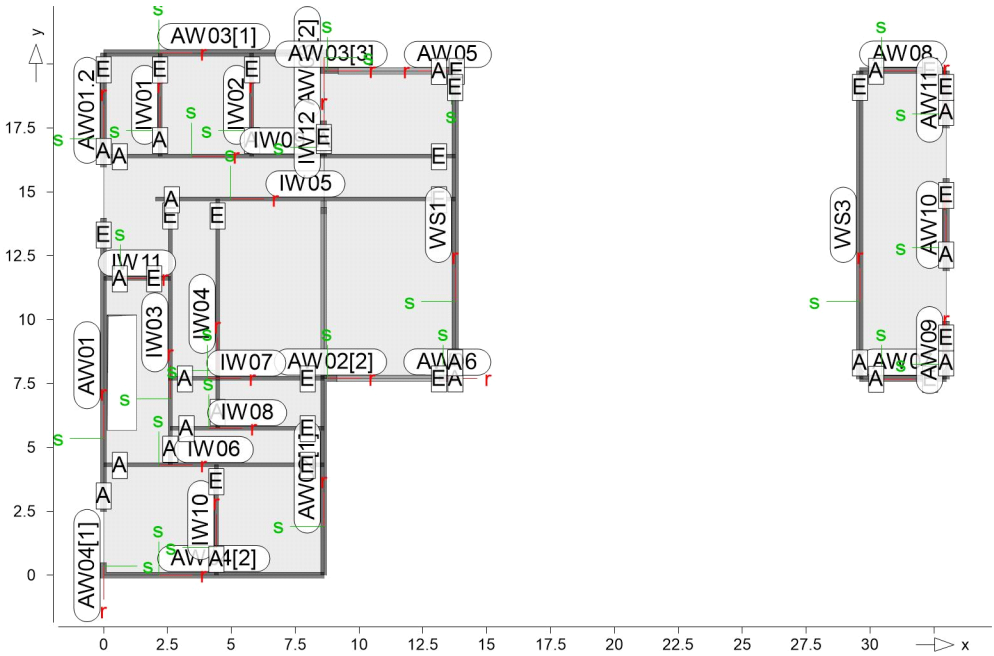 y
S
S
S
S
AW03[1]
AW03[3]
AW05
AW08
r
AW01.2
IW01
IW02
IW12
AW11
E
E
E
A
E
A
E
E
E
A
17.5
S
S
S
S
S
S
S
A
A
A
A
IW05
15
A
E
E
E
WS1
WS3
AW10
E
A
12.5
S
IW11
A
E
r
S
10
IW03
IW04
r
S
S
AW01
AW09
7.5
IW07
AW02[2]
A
E
A
A
E
A
A
r
5
IW08
IW06
A
E
E
A
2.5
A
E
IW10
S
0
AW04[1]
A
r
0
2.5
5
7.5
10
12.5
15
17.5
20
22.5
25
27.5
30
x